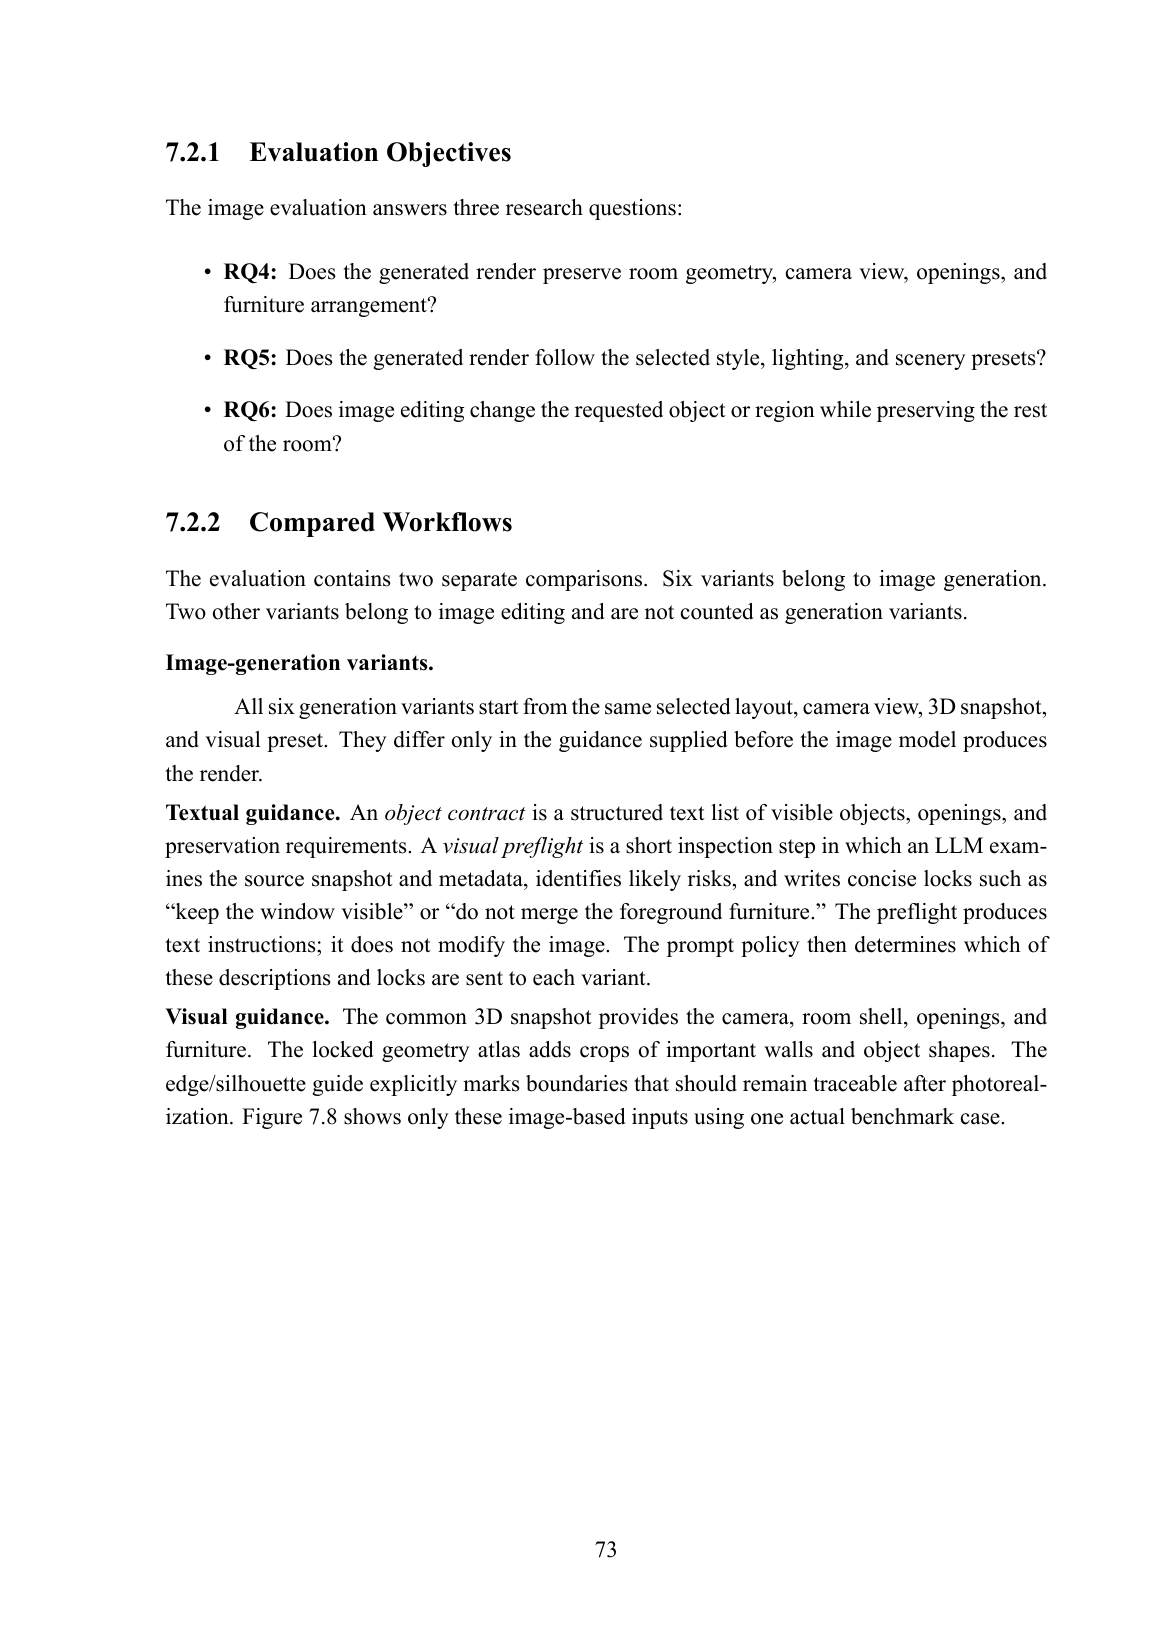 7.2.1 Evaluation Objectives
The image evaluation answers three research questions:
• RQ4: Does the generated render preserve room geometry, camera view, openings, and
furniture arrangement?
• RQ5: Does the generated render follow the selected style, lighting, and scenery presets?
• RQ6: Does image editing change the requested object or region while preserving the rest
of the room?
7.2.2 Compared Workflows
The evaluation contains two separate comparisons. Six variants belong to image generation.
Two other variants belong to image editing and are not counted as generation variants.
Image-generation variants.
All six generation variants start from the same selected layout, camera view, 3D snapshot,
and visual preset. They differ only in the guidance supplied before the image model produces
the render.
Textual guidance. An object contract is a structured text list of visible objects, openings, and
preservation requirements. A visual preflight is a short inspection step in which an LLM exam-
ines the source snapshot and metadata, identifies likely risks, and writes concise locks such as
“keep the window visible” or “do not merge the foreground furniture.” The preflight produces
text instructions; it does not modify the image. The prompt policy then determines which of
these descriptions and locks are sent to each variant.
Visual guidance. The common 3D snapshot provides the camera, room shell, openings, and
furniture. The locked geometry atlas adds crops of important walls and object shapes. The
edge/silhouette guide explicitly marks boundaries that should remain traceable after photoreal-
ization. Figure 7.8 shows only these image-based inputs using one actual benchmark case.
73